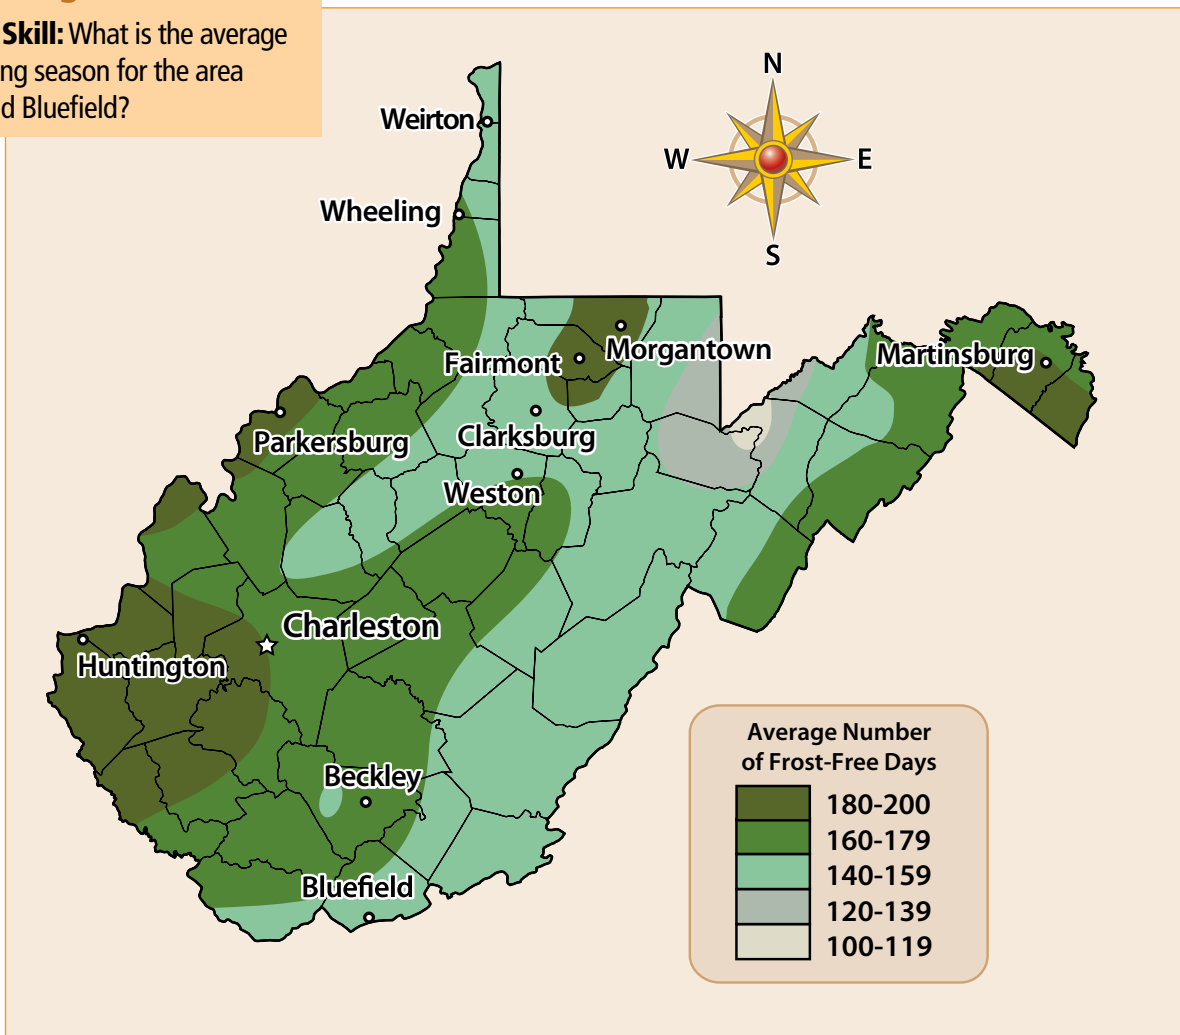 Skill: What is the average
ng season for the area
d Bluefield?
N
W
E
S
Weirton
Wheeling
Fairmont
Morgantown
Martinsburg
Parkersburg
Clarksburg
Weston
Charleston
Huntington
Beckley
Bluefield
Average Number
of Frost-Free Days
180-200
160-179
140-159
120-139
100-119